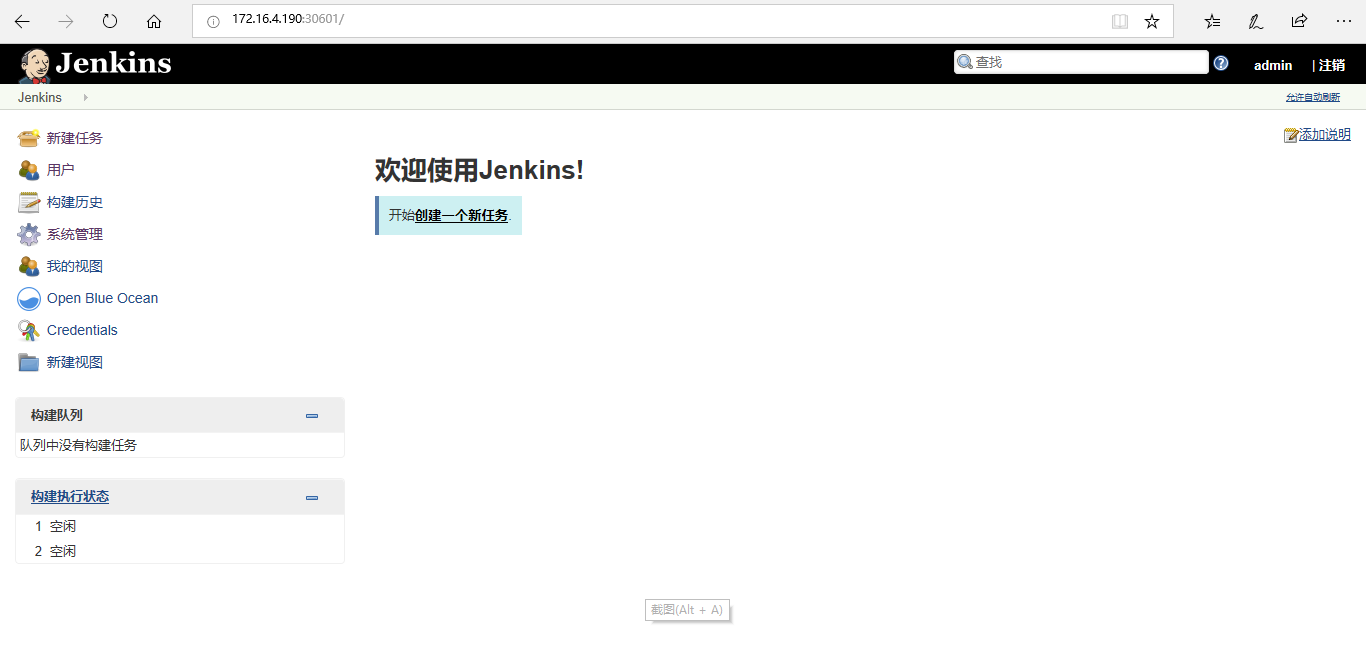 172.16.4.190:30601/
Jenkins
查找
admin
| 注销
Jenkins
允许自动刷新
新建任务
用户
构建历史
系统管理
我的视图
Open Blue Ocean
Credentials
新建视图
添加说明
欢迎使用Jenkins!
开始创建一个新任务.
构建队列
队列中没有构建任务
构建执行状态
1 空闲
2 空闲
截图(Alt + A)